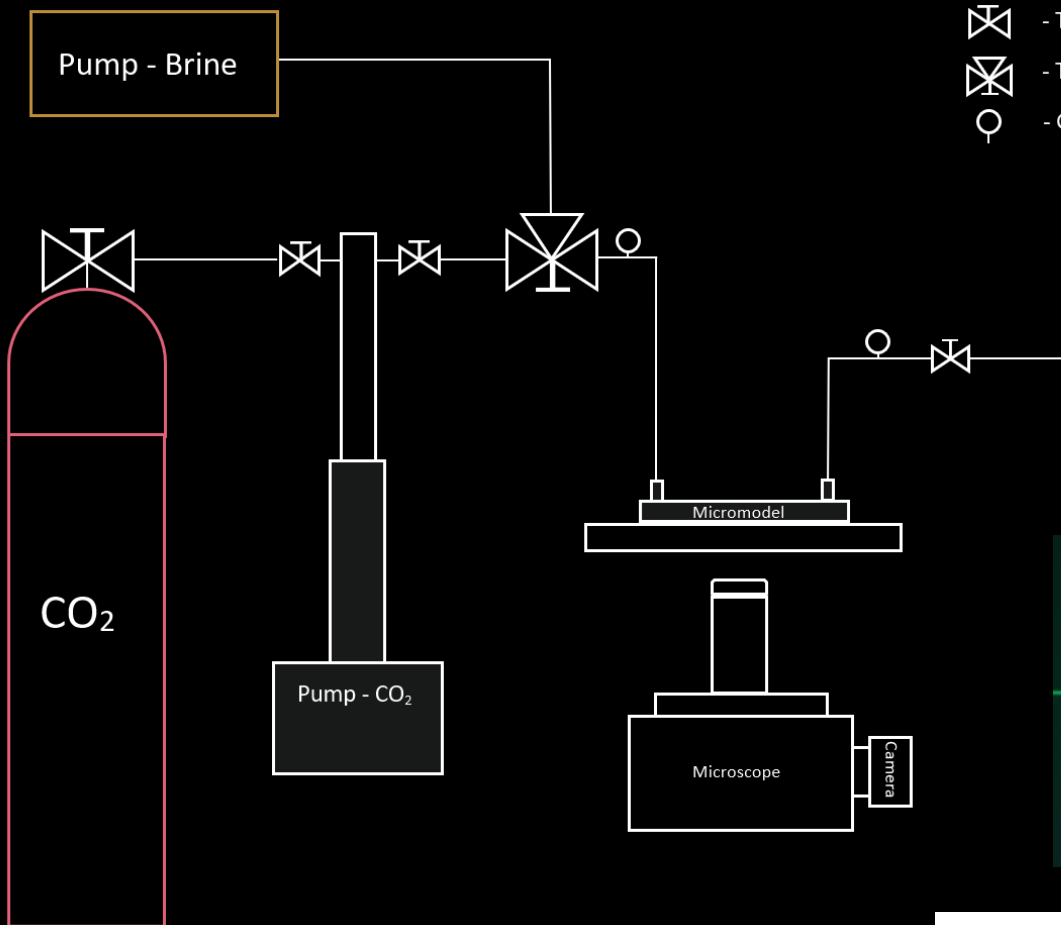 Pump - Brine
- T
- T
CO₂
Pump - CO₂
Micromodel
Microscope
Camera